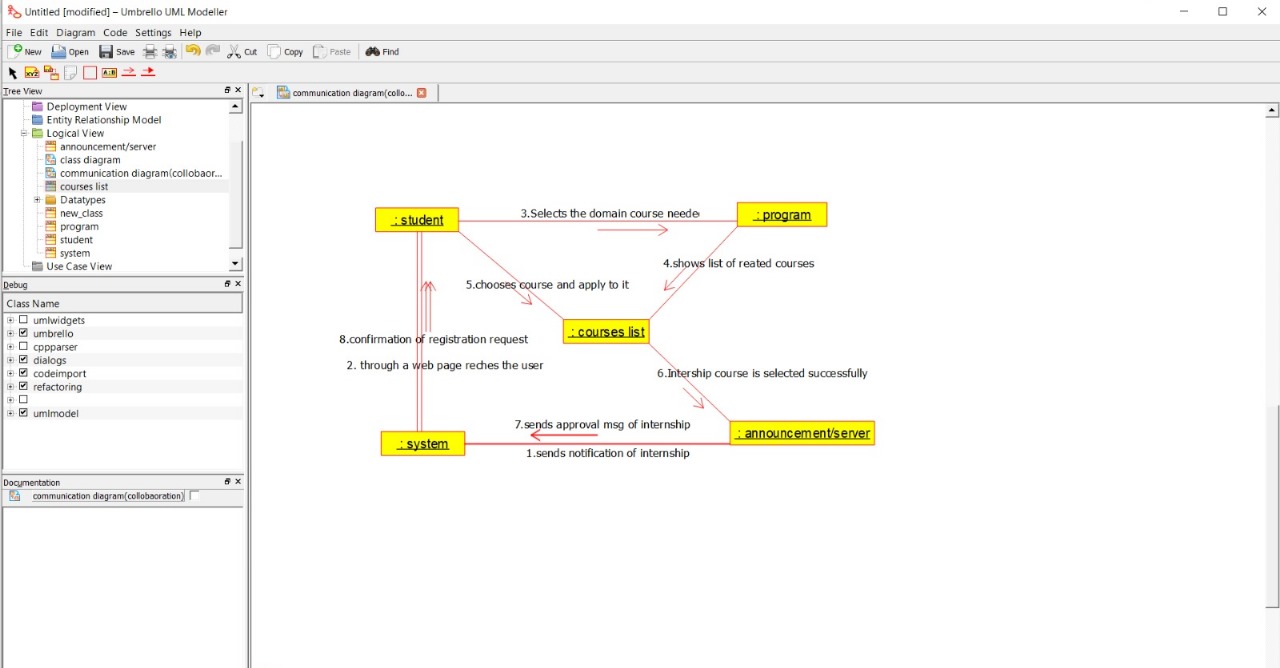 Untitled [modified] – Umbrello UML Modeller
File Edit Diagram Code Settings Help
New Open Save Cut Copy Paste Find
XYZ A:B
Tree View
communication diagram(collo...
Deployment View
Entity Relationship Model
Logical View
announcement/server
class diagram
communication diagram(collobaor...
courses list
Datatypes
new_class
program
student
system
Use Case View
Debug
Class Name
umlwidgets
umbrello
cppparser
dialogs
codeimport
refactoring
umlmodel
Documentation
communication diagram(collobaoration)
: student
3.Selects the domain course neede
: program
4.shows list of reated courses
5.chooses course and apply to it
: courses list
8.confirmation of registration request
2. through a web page reches the user
6.Intership course is selected successfully
7.sends approval msg of internship
: system
: announcement/server
1.sends notification of internship